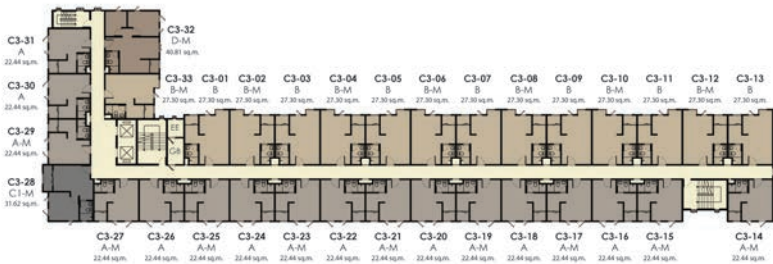 C3-32
D-M
40.81 sq.m.
C3-31
A
22.44 sq.m.
C3-30
A
22.44 sq.m.
C3-29
A-M
22.44 sq.m.
C3-28
C1-M
31.62 sq.m.
C3-33
B-M
27.30 sq.m.
C3-01
B
27.30 sq.m.
C3-02
B-M
27.30 sq.m.
C3-03
B
27.30 sq.m.
C3-04
B-M
27.30 sq.m.
C3-05
B
27.30 sq.m.
C3-06
B-M
27.30 sq.m.
C3-07
B
27.30 sq.m.
C3-08
B-M
27.30 sq.m.
C3-09
B
27.30 sq.m.
C3-10
B-M
27.30 sq.m.
C3-11
B
27.30 sq.m.
C3-12
B-M
27.30 sq.m.
C3-13
B
27.30 sq.m.
EE
GB
C3-27
A-M
22.44 sq.m.
C3-26
A
22.44 sq.m.
C3-25
A-M
22.44 sq.m.
C3-24
A
22.44 sq.m.
C3-23
A-M
22.44 sq.m.
C3-22
A
22.44 sq.m.
C3-21
A-M
22.44 sq.m.
C3-20
A
22.44 sq.m.
C3-19
A-M
22.44 sq.m.
C3-18
A
22.44 sq.m.
C3-17
A-M
22.44 sq.m.
C3-16
A
22.44 sq.m.
C3-15
A-M
22.44 sq.m.
C3-14
A-M
22.44 sq.m.